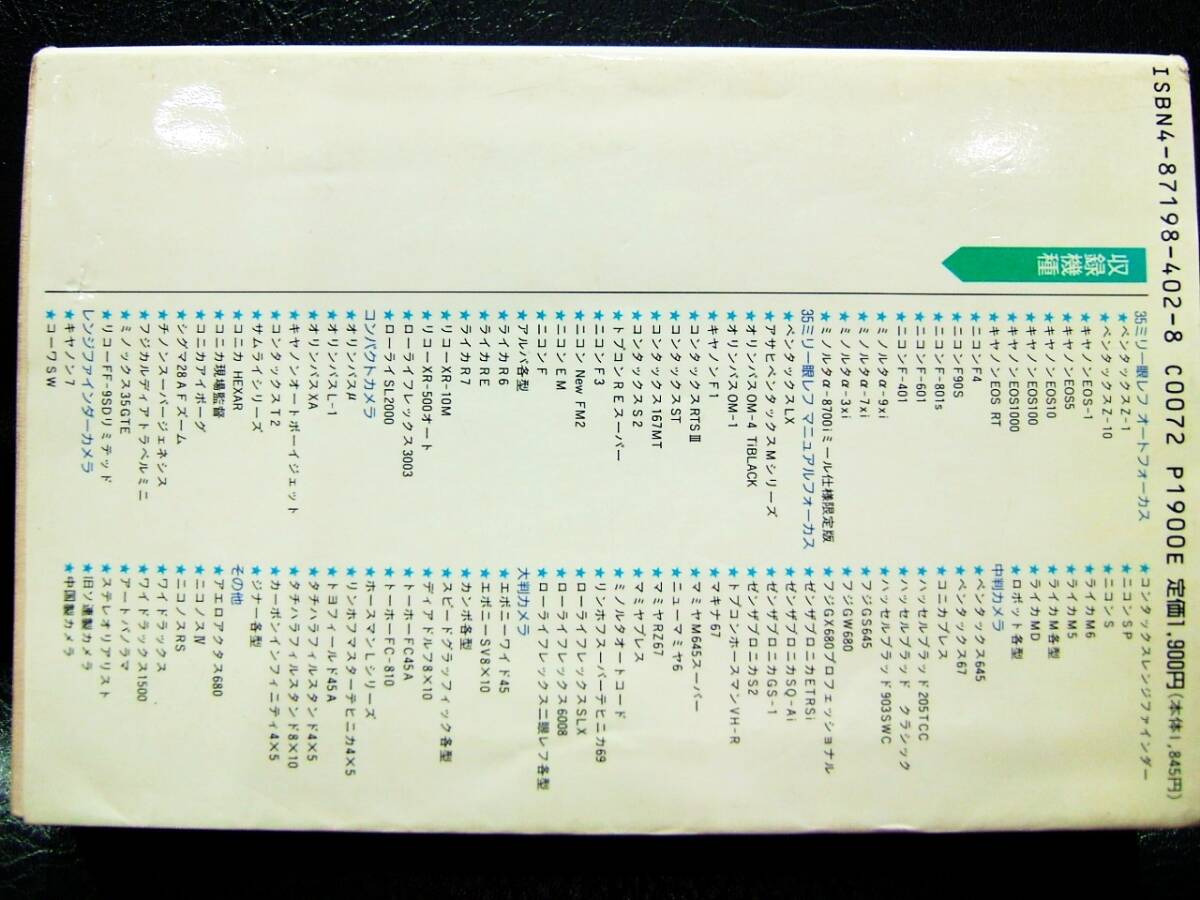 ISBN4-87198-402-8 C0072 P1900E 定価1,900円(本体1,845円)
収録機種
35ミリ一眼レフ オートフォーカス
★ペンタックスZ-1
★ペンタックスZ-10
★キヤノンEOS-1
★キヤノンEOS5
★キヤノンEOS10
★キヤノンEOS100
★キヤノンEOS1000
★キヤノンEOS RT
★ニコンF4
★ニコンF90S
★ニコンF-801s
★ニコンF-601
★ニコンF-401
★ミノルタα-9xi
★ミノルタα-7xi
★ミノルタα-3xi
★ミノルタα-8700iミール仕様限定版
35ミリ一眼レフ マニュアルフォーカス
★ペンタックスLX
★アサヒペンタックスMシリーズ
★オリンパスOM-4 TiBLACK
★オリンパスOM-1
★キヤノンF1
★コンタックスRTSⅢ
★コンタックスST
★コンタックス167MT
★コンタックスS2
★トプコンREスーパー
★ニコンF3
★ニコン New FM2
★ニコンEM
★ニコンF
★アルパ各型
★ライカR6
★ライカRE
★ライカR7
★リコーXR-10M
★リコーXR-500オート
★ローライフレックス3003
★ローライSL2000
コンパクトカメラ
★オリンパスμ
★オリンパスL-1
★オリンパスXA
★キヤノンオートボーイジェット
★コンタックスT2
★サムライシリーズ
★コニカ HEXAR
★コニカ現場監督
★コニカアイボーグ
★シグマ28AFズーム
★チノンスーパージェネシス
★フジカルディアトラベルミニ
★ミノックス35GTE
★リコーFF-9SDリミテッド
レンジファインダーカメラ
★キヤノン7
★コーワSW
★コンタックスレンジファインダー
★ニコンSP
★ニコンS
★ライカM6
★ライカM5
★ライカM各型
★ライカMD
★ロボット各型
中判カメラ
★ペンタックス645
★ペンタックス67
★コニカプレス
★ハッセルブラッド205TCC
★ハッセルブラッド クラシック
★ハッセルブラッド903SWC
★フジGS645
★フジGW680
★フジGX680プロフェッショナル
★ゼンザブロニカETRSi
★ゼンザブロニカSQ-Ai
★ゼンザブロニカGS-1
★ゼンザブロニカS2
★トプコンホースマンVH-R
マキナ67
★マミヤM645スーパー
★ニューマミヤ6
★マミヤRZ67
★マミヤプレス
★ミノルタオートコード
★リンホフスーパーテヒニカ69
★ローライフレックスSLX
★ローライフレックス6008
★ローライフレックス二眼レフ各型
大判カメラ
★エボニーワイド45
★エボニーSV8×10
★カンボ各型
★スピードグラッフィック各型
★ディアドルフ8×10
★トーホーFC45A
★トーホーFC-810
★ホースマンLシリーズ
★リンホフマスターテヒニカ4×5
★トヨフィールド45A
★タチハラフィルスタンド4×5
★タチハラフィルスタンド8×10
★カーボンインフィニティ4×5
★ジナー各型
その他
★アエロアクタス680
★ニコノスⅣ
★ニコノスRS
★ワイドラックス
★ワイドラックス1500
★アートパノラマ
★ステレオリアリスト
★旧ソ連製カメラ
★中国製カメラ